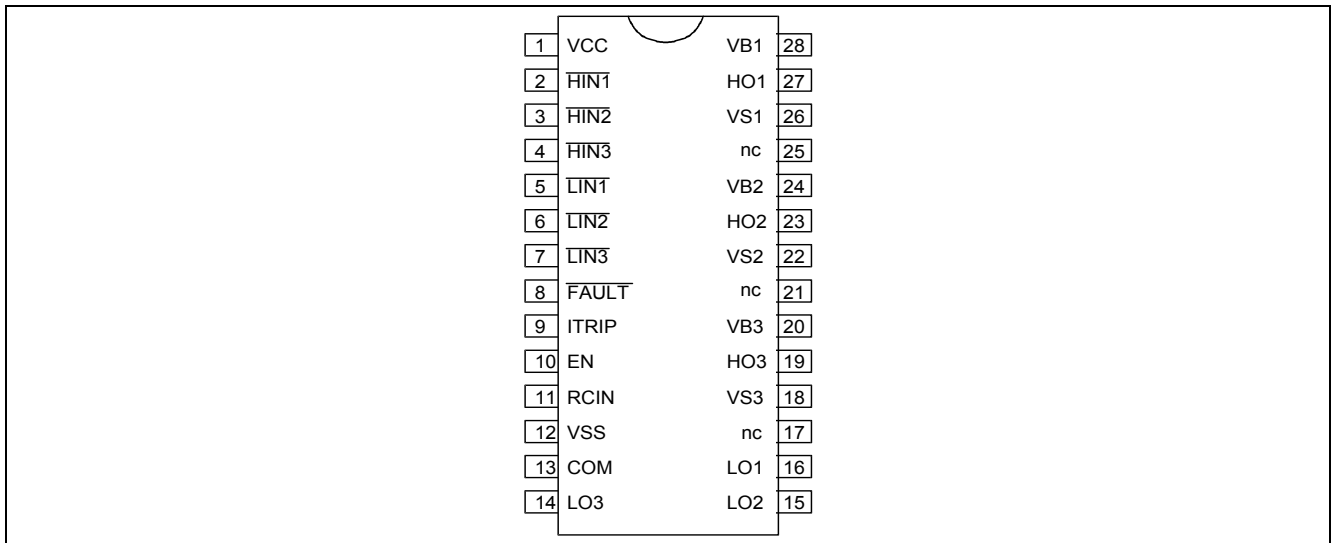 1 VCC VB1 28
2 HIN1 HO1 27
3 HIN2 VS1 26
4 HIN3 nc 25
5 LIN1 VB2 24
6 LIN2 HO2 23
7 LIN3 VS2 22
8 FAULT nc 21
9 ITRIP VB3 20
10 EN HO3 19
11 RCIN VS3 18
12 VSS nc 17
13 COM LO1 16
14 LO3 LO2 15